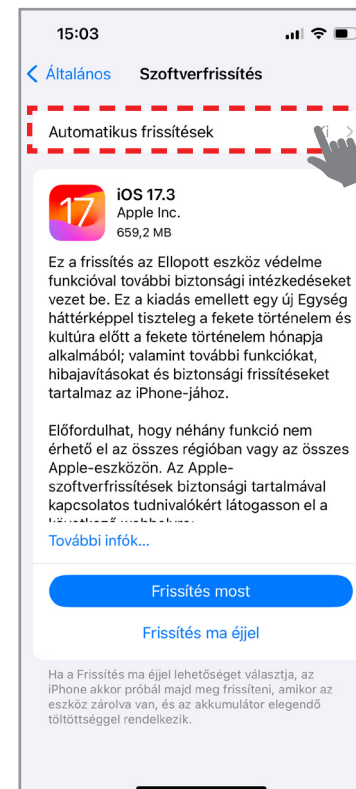 15:03
Általános Szoftverfrissítés
Automatikus frissítések
17
iOS 17.3
Apple Inc.
659,2 MB
Ez a frissítés az Ellopott eszköz védelme
funkcióval további biztonsági intézkedéseket
vezet be. Ez a kiadás emellett egy új Egység
háttérképpel tiszteleg a fekete történelem és
kultúra előtt a fekete történelem hónapja
alkalmából; valamint további funkciókat,
hibajavításokat és biztonsági frissítéseket
tartalmaz az iPhone-jához.
Előfordulhat, hogy néhány funkció nem
érhető el az összes régióban vagy az összes
Apple-eszközön. Az Apple-
szoftverfrissítések biztonsági tartalmával
kapcsolatos tudnivalókért látogasson el a
További infók...
Frissítés most
Frissítés ma éjjel
Ha a Frissítés ma éjjel lehetőséget választja, az
iPhone akkor próbál majd meg frissíteni, amikor az
eszköz zárolva van, és az akkumulátor elegendő
töltöttséggel rendelkezik.